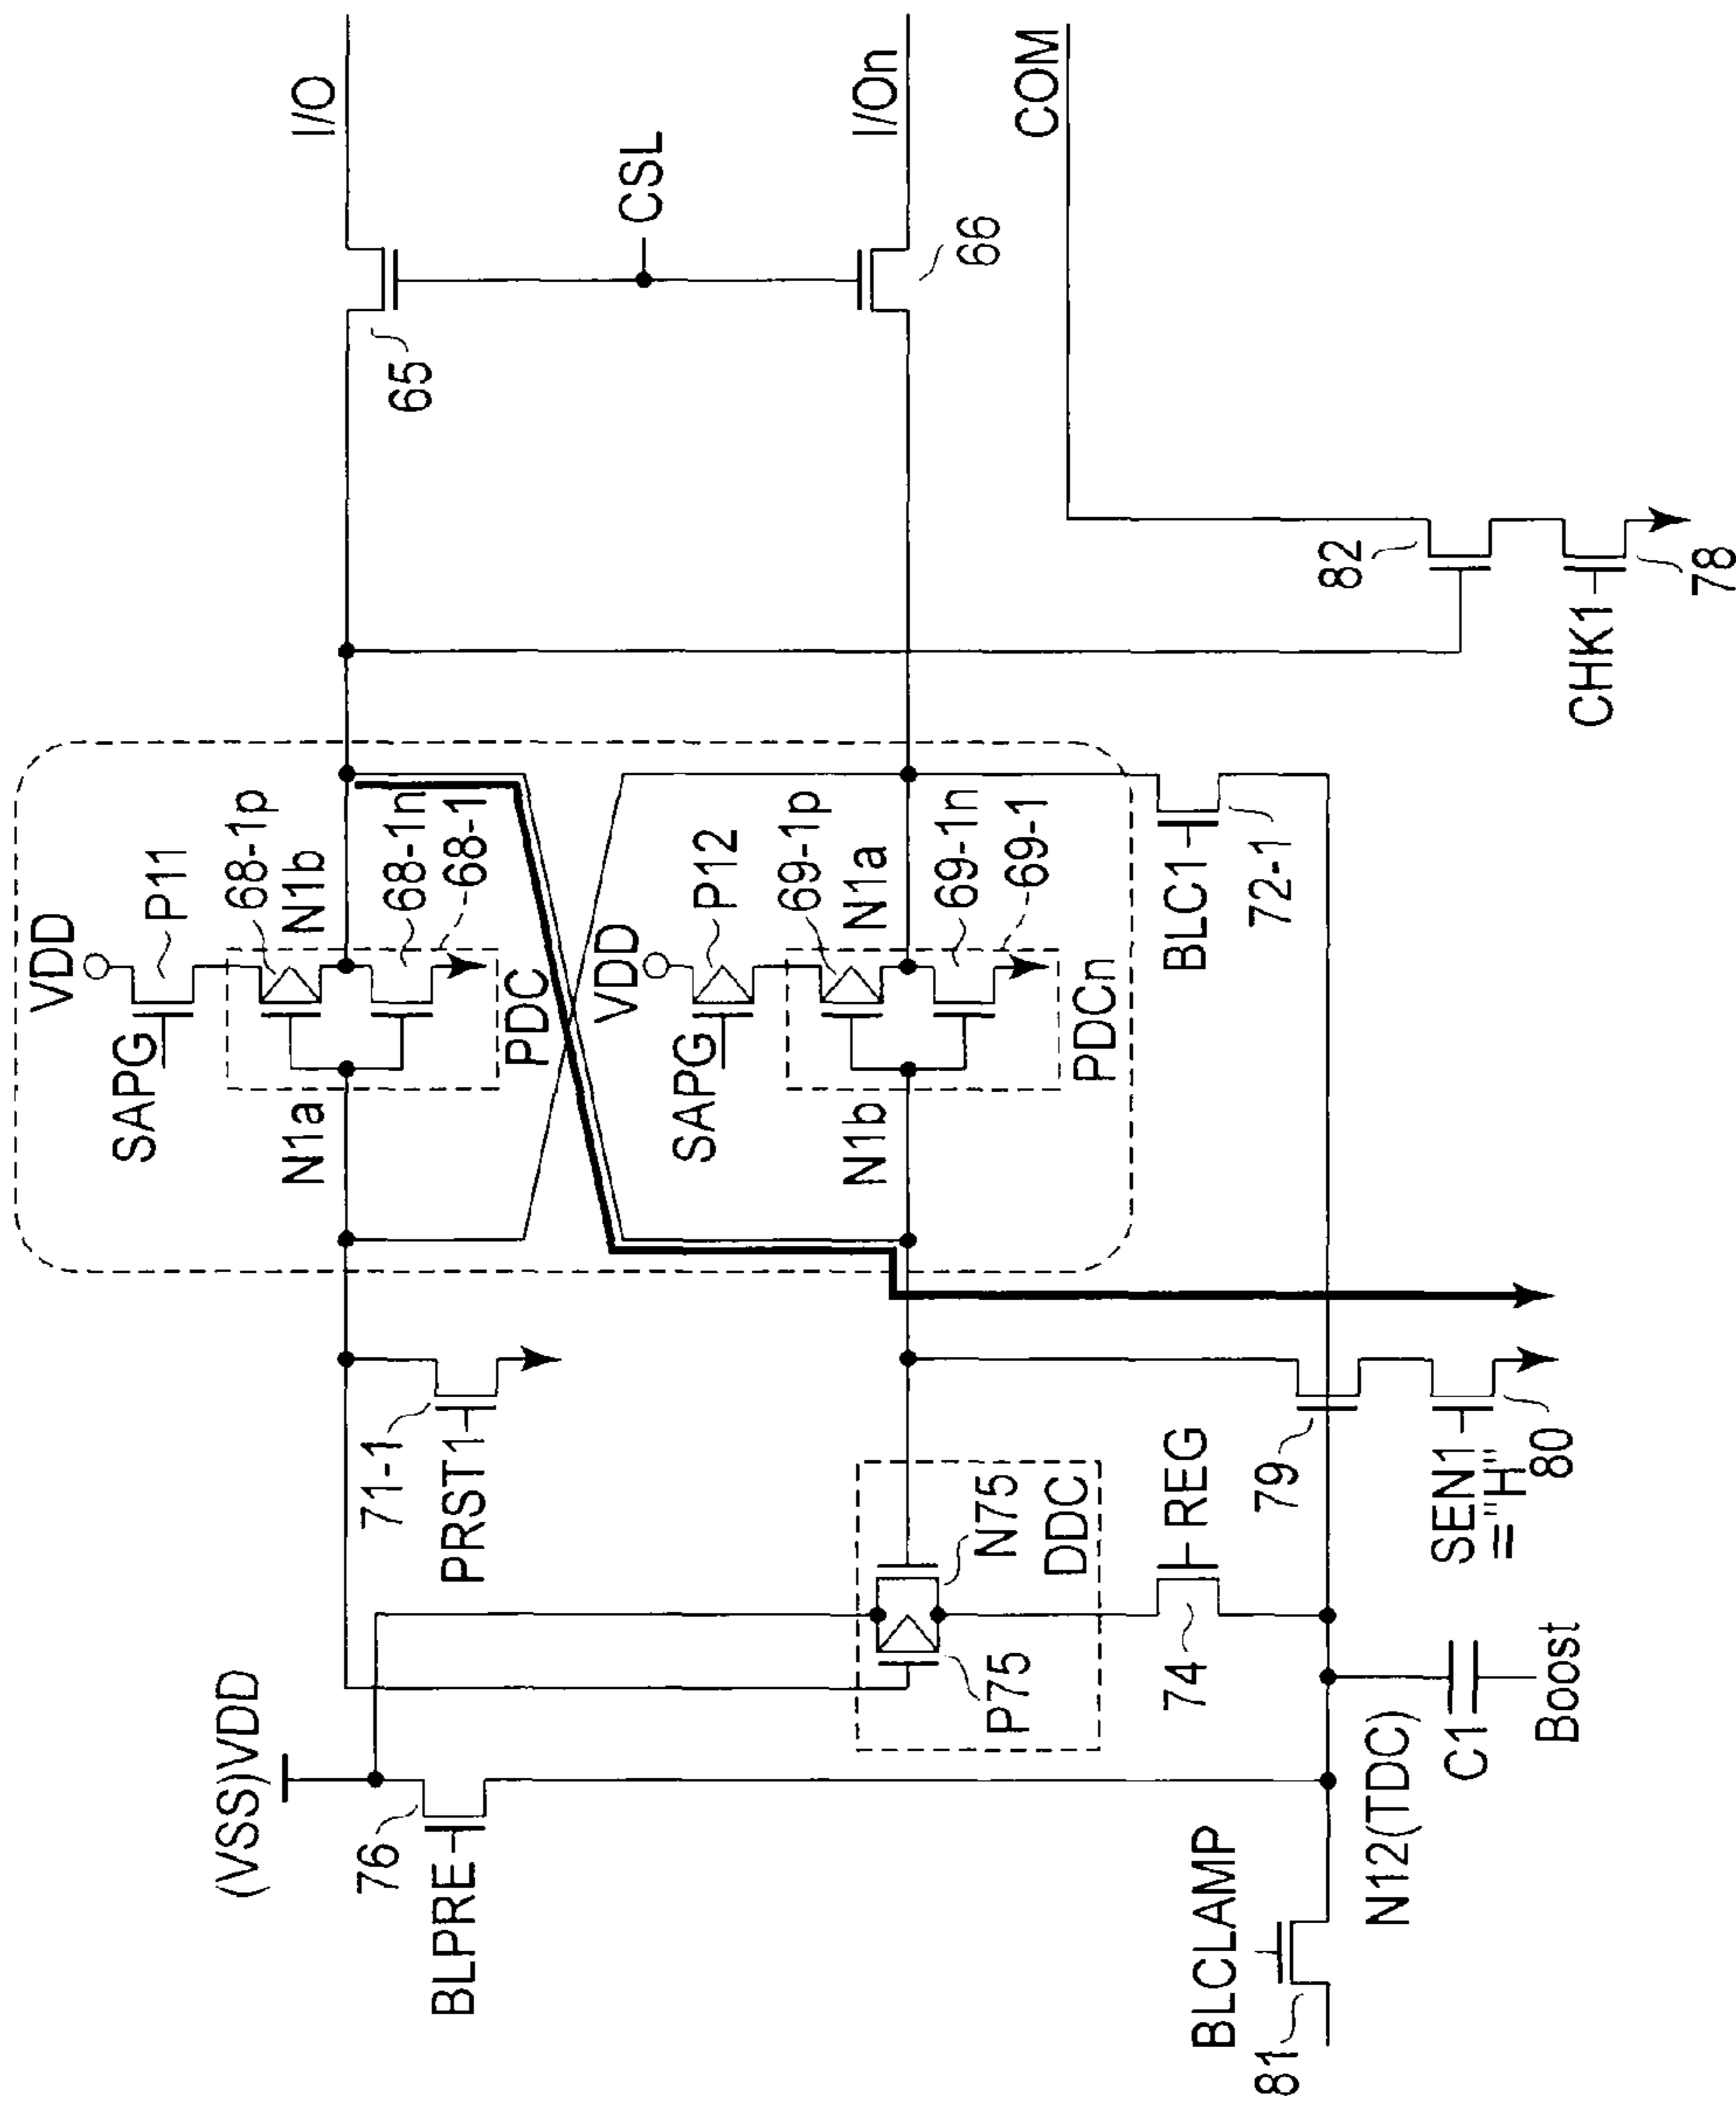 I/O
I/On
COM
CSL
65
66
82
CHK1
78
VDD
P11
68-1p
N1b
68-1n
68-1
SAPG
PDC
N1a
VDD
P12
69-1p
N1a
69-1n
69-1
SAPG
PDCn
N1b
BLC1
72-1
71-1
PRST1
N75
DDC
P75
REG
74
79
SEN1
="H"
80
(VSS)VDD
76
BLPRE
BLCLAMP
81
N12(TDC)
C1
Boost